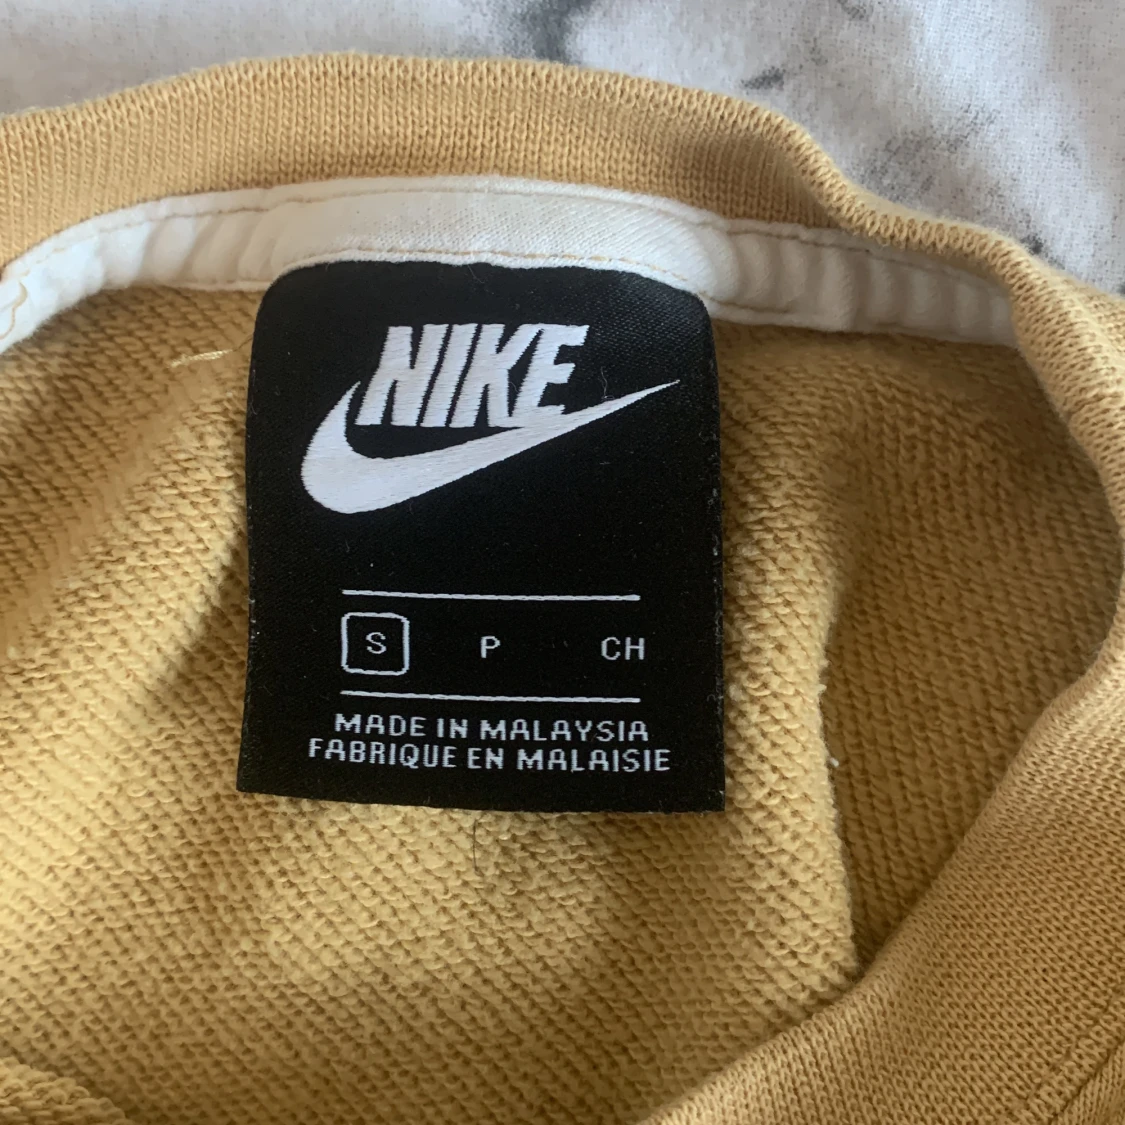 NIKE
S P CH
MADE IN MALAYSIA
FABRIQUE EN MALAISIE